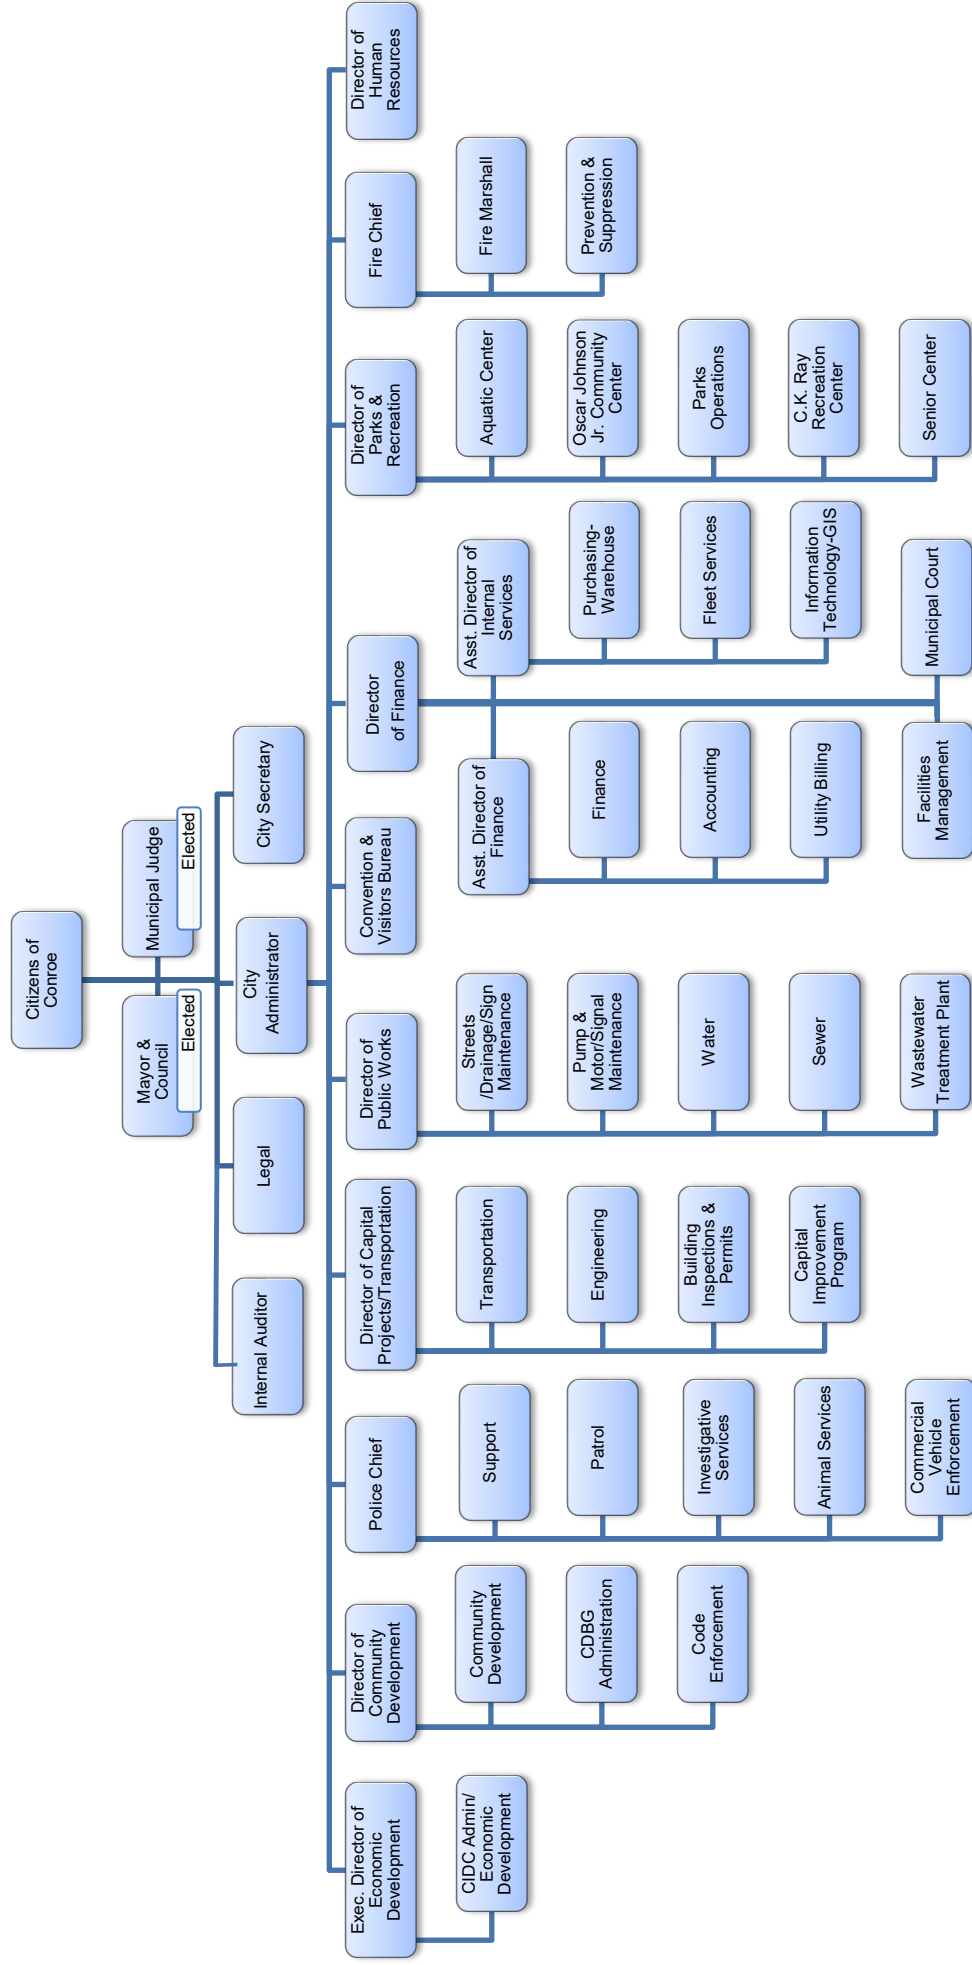 Citizens of
Conroe
Mayor &
Council
Elected
Municipal Judge
Elected
Internal Auditor
Legal
City
Administrator
City Secretary
Exec. Director of
Economic
Development
CIDC Admin/
Economic
Development
Director of
Community
Development
Community
Development
CDBG
Administration
Code
Enforcement
Police Chief
Support
Patrol
Investigative
Services
Animal Services
Commercial
Vehicle
Enforcement
Director of Capital
Projects/Transportation
Transportation
Engineering
Building
Inspections &
Permits
Capital
Improvement
Program
Director of
Public Works
Streets
/Drainage/Sign
Maintenance
Pump &
Motor/Signal
Maintenance
Water
Sewer
Wastewater
Treatment Plant
Convention &
Visitors Bureau
Director
of Finance
Asst. Director of
Finance
Finance
Accounting
Utility Billing
Facilities
Management
Asst. Director of
Internal
Services
Purchasing-
Warehouse
Fleet Services
Information
Technology-GIS
Municipal Court
Director of
Parks &
Recreation
Aquatic Center
Oscar Johnson
Jr. Community
Center
Parks
Operations
C.K. Ray
Recreation
Center
Senior Center
Fire Chief
Fire Marshall
Prevention &
Suppression
Director of
Human
Resources